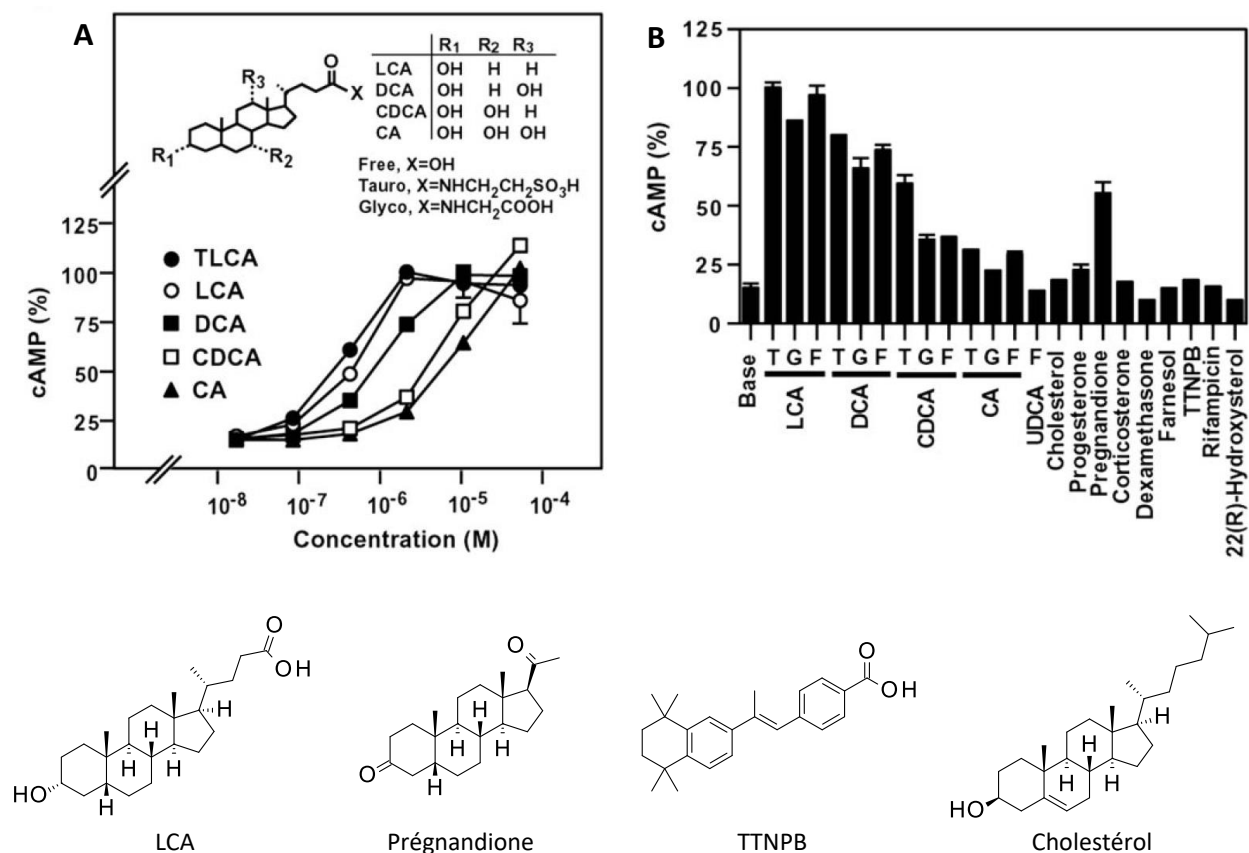 A
R1 R2 R3
LCA OH H H
DCA OH H OH
CDCA OH OH H
CA OH OH OH
O
R3
X
R1
R2
Free, X=OH
Tauro, X=NHCH2CH2SO3H
Glyco, X=NHCH2COOH
cAMP (%)
125
100
75
50
25
0
TLCA
LCA
DCA
CDCA
CA
10-8 10-7 10-6 10-5 10-4
Concentration (M)
B
cAMP (%)
125
100
75
50
25
0
Base
T G F T G F T G F T G F F
LCA
DCA
CDCA
CA
UDCA
Cholesterol
Progesterone
Pregnandione
Corticosterone
Dexamethasone
Farnesol
TTNPB
Rifampicin
22(R)-Hydroxysterol
O
OH
H
H
H
H
HO
H
LCA
O
H
H
H
O
H
Prégnandione
O
OH
TTNPB
H
H
H
H
HO
Cholestérol